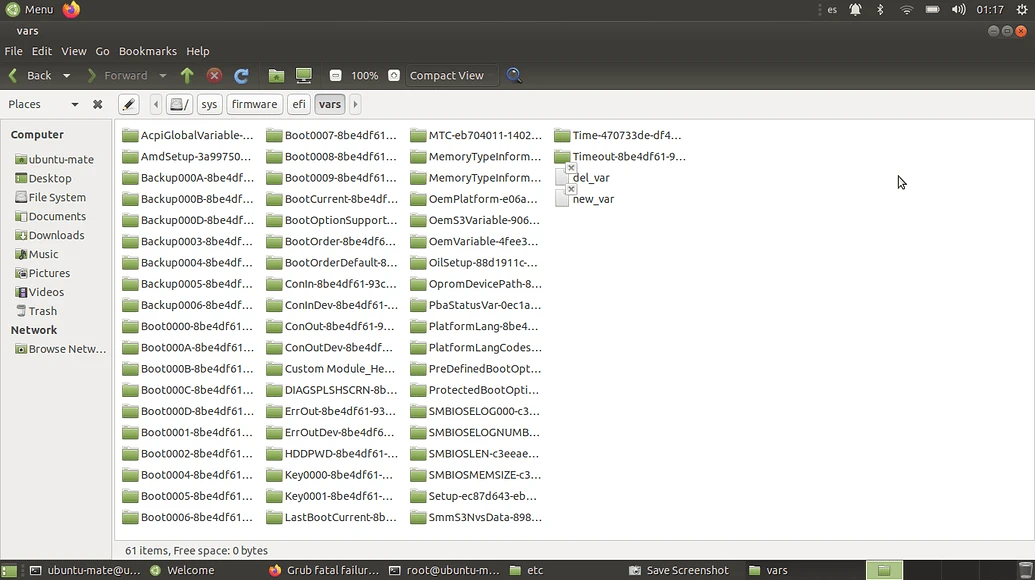 Menu
es
01:17
vars
File Edit View Go Bookmarks Help
Back
Forward
100%
Compact View
Places
/
sys
firmware
efi
vars
Computer
ubuntu-mate
Desktop
File System
Documents
Downloads
Music
Pictures
Videos
Trash
Network
Browse Netw...
AcpiGlobalVariable-...
AmdSetup-3a99750...
Backup000A-8be4df...
Backup000B-8be4df...
Backup000D-8be4df...
Backup0003-8be4df...
Backup0004-8be4df...
Backup0005-8be4df...
Backup0006-8be4df...
Boot0000-8be4df61...
Boot000A-8be4df61...
Boot000B-8be4df61...
Boot000C-8be4df61...
Boot000D-8be4df61...
Boot0001-8be4df61...
Boot0002-8be4df61...
Boot0004-8be4df61...
Boot0005-8be4df61...
Boot0006-8be4df61...
Boot0007-8be4df61...
Boot0008-8be4df61...
Boot0009-8be4df61...
BootCurrent-8be4df...
BootOptionSupport...
BootOrder-8be4df6...
BootOrderDefault-8...
ConIn-8be4df61-93c...
ConInDev-8be4df61-...
ConOut-8be4df61-9...
ConOutDev-8be4df...
Custom Module_He...
DIAGSPLSHSCRN-8b...
ErrOut-8be4df61-93...
ErrOutDev-8be4df6...
HDDPWD-8be4df61-...
Key0000-8be4df61-...
Key0001-8be4df61-...
LastBootCurrent-8b...
MTC-eb704011-1402...
MemoryTypeInform...
MemoryTypeInform...
OemPlatform-e06a...
OemS3Variable-906...
OemVariable-4fee3...
OilSetup-88d1911c-...
OpromDevicePath-8...
PbaStatusVar-0ec1a...
PlatformLang-8be4...
PlatformLangCodes...
PreDefinedBootOpt...
ProtectedBootOpti...
SMBIOSELOG000-c3...
SMBIOSELOGNUMB...
SMBIOSLEN-c3eeae...
SMBIOSMEMSIZE-c3...
Setup-ec87d643-eb...
SmmS3NvsData-898...
Time-470733de-df4...
Timeout-8be4df61-9...
del_var
new_var
61 items, Free space: 0 bytes
ubuntu-mate@u...
Welcome
Grub fatal failur...
root@ubuntu-m...
etc
Save Screenshot
vars